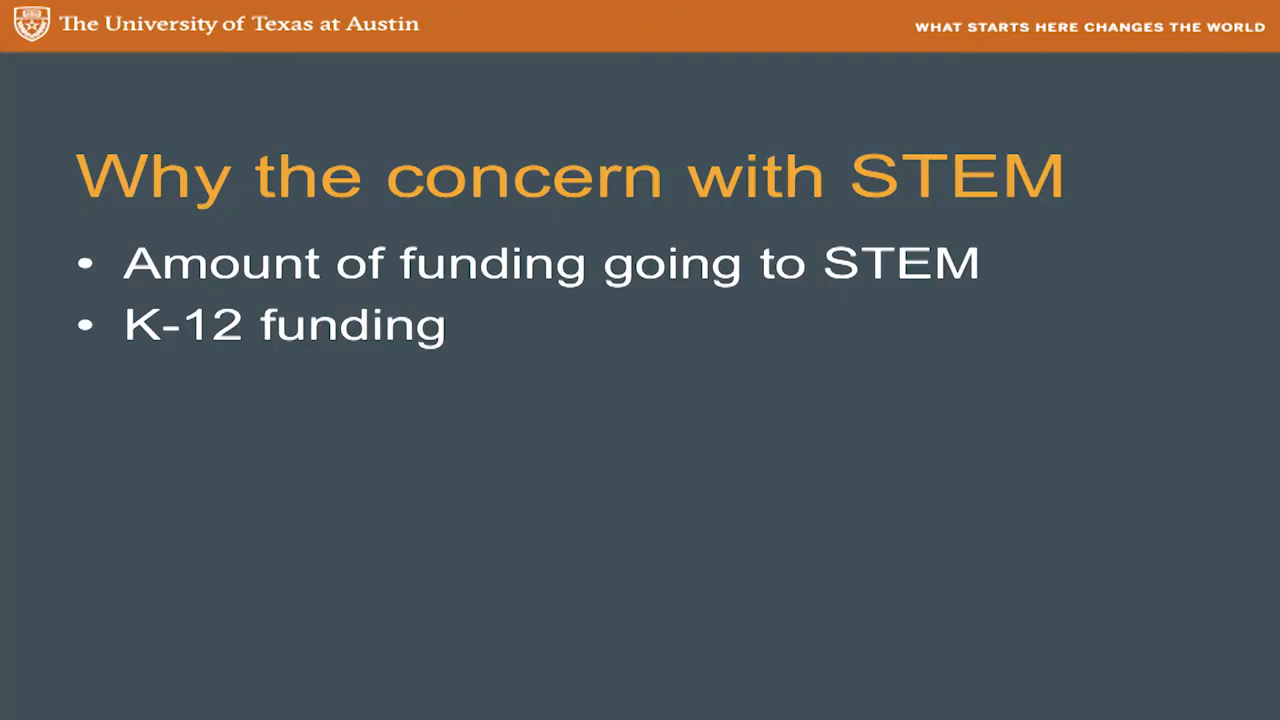 The University of Texas at Austin
WHAT STARTS HERE CHANGES THE WORLD
Why the concern with STEM
• Amount of funding going to STEM
• K-12 funding